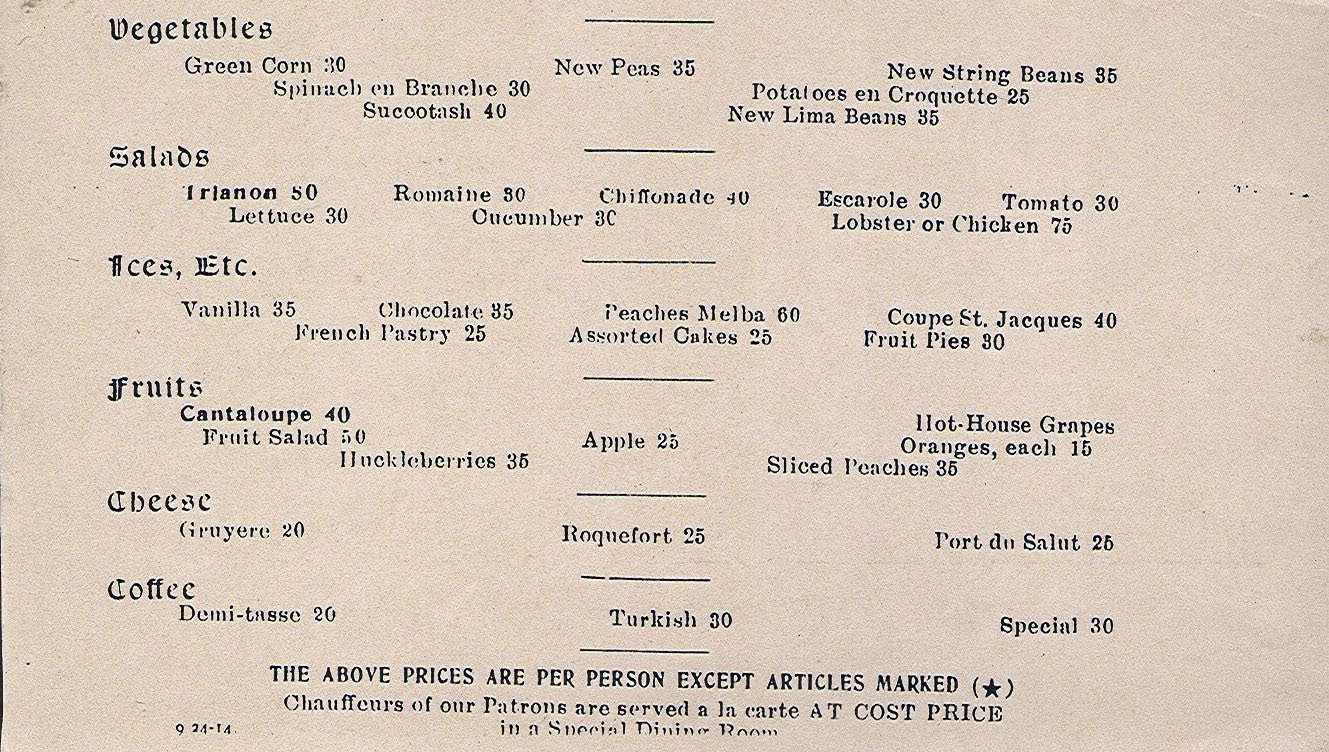 Vegetables
Green Corn 30 New Peas 35 New String Beans 35
Spinach en Branche 30 Potatoes en Croquette 25
Sucootash 40 New Lima Beans 35
Salads
Trianon 50 Romaine 30 Chiffonade 40 Escarole 30 Tomato 30
Lettuce 30 Cucumber 30 Lobster or Chicken 75
Ices, Etc.
Vanilla 35 Chocolate 35 Peaches Melba 60 Coupe St. Jacques 40
French Pastry 25 Assorted Cakes 25 Fruit Pies 30
Fruits
Cantaloupe 40 Hot-House Grapes
Fruit Salad 50 Apple 25 Oranges, each 15
Huckleberries 35 Sliced Peaches 35
Cheese
Gruyere 20 Roquefort 25 Port du Salut 25
Coffee
Demi-tasse 20 Turkish 30 Special 30
THE ABOVE PRICES ARE PER PERSON EXCEPT ARTICLES MARKED (★)
Chauffeurs of our Patrons are served a la carte AT COST PRICE
in a Special Dining Room
9 24-14.